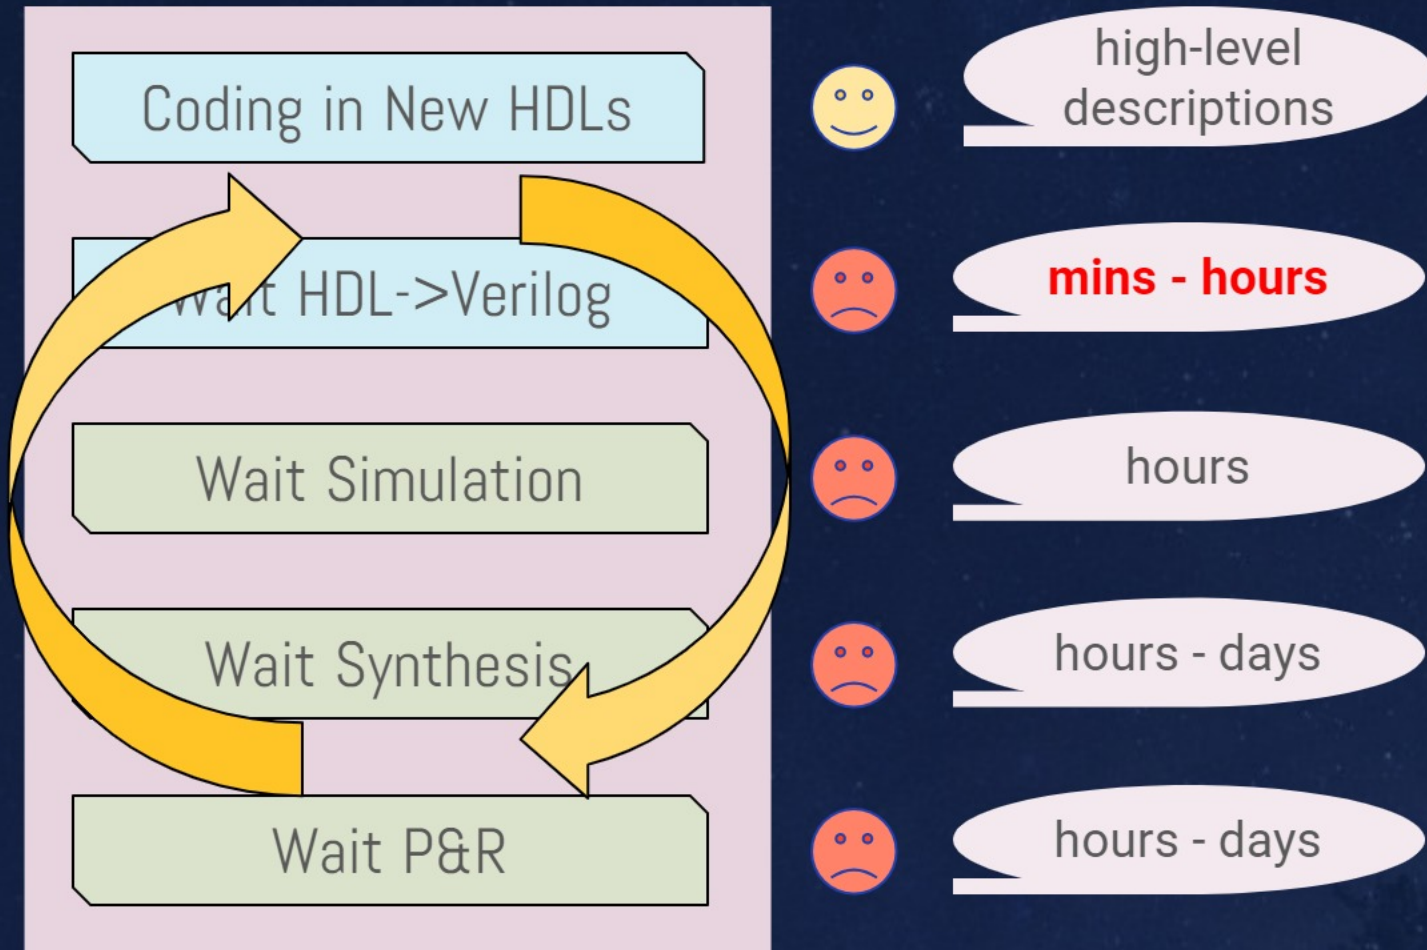 Coding in New HDLs
high-level
descriptions
Wait HDL->Verilog
mins - hours
Wait Simulation
hours
Wait Synthesis
hours - days
Wait P&R
hours - days